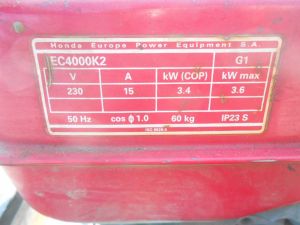 Honda Europe Power Equipment S.A.
EC4000K2 G1
V A kW (COP) kW max
230 15 3.4 3.6
50 Hz cos ϕ 1.0 60 kg IP23 S